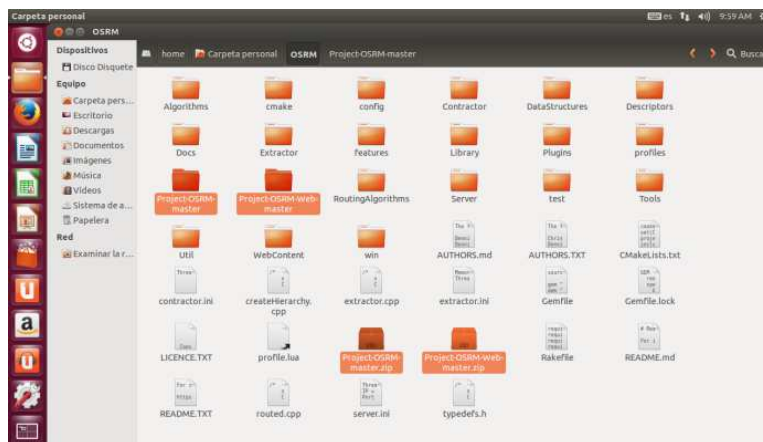 Carpeta personal
es
9:59 AM
OSRM
Dispositivos
Disco Disquete
Equipo
Carpeta pers...
Escritorio
Descargas
Documentos
Imágenes
Música
Vídeos
Sistema de a...
Papelera
Red
Examinar la r...
home Carpeta personal OSRM Project-OSRM-master
Busca
Algorithms cmake config Contractor DataStructures Descriptors
Docs Extractor features Library Plugins profiles
Project-OSRM- Project-OSRM-Web- RoutingAlgorithms Server test Tools
master master
Util WebContent win AUTHORS.md AUTHORS.TXT CMakeLists.txt
contractor.ini createHierarchy. extractor.cpp extractor.ini Gemfile Gemfile.lock
cpp
LICENCE.TXT profile.lua Project-OSRM- Project-OSRM-Web- Rakefile README.md
master.zip master.zip
README.TXT routed.cpp server.ini typedefs.h